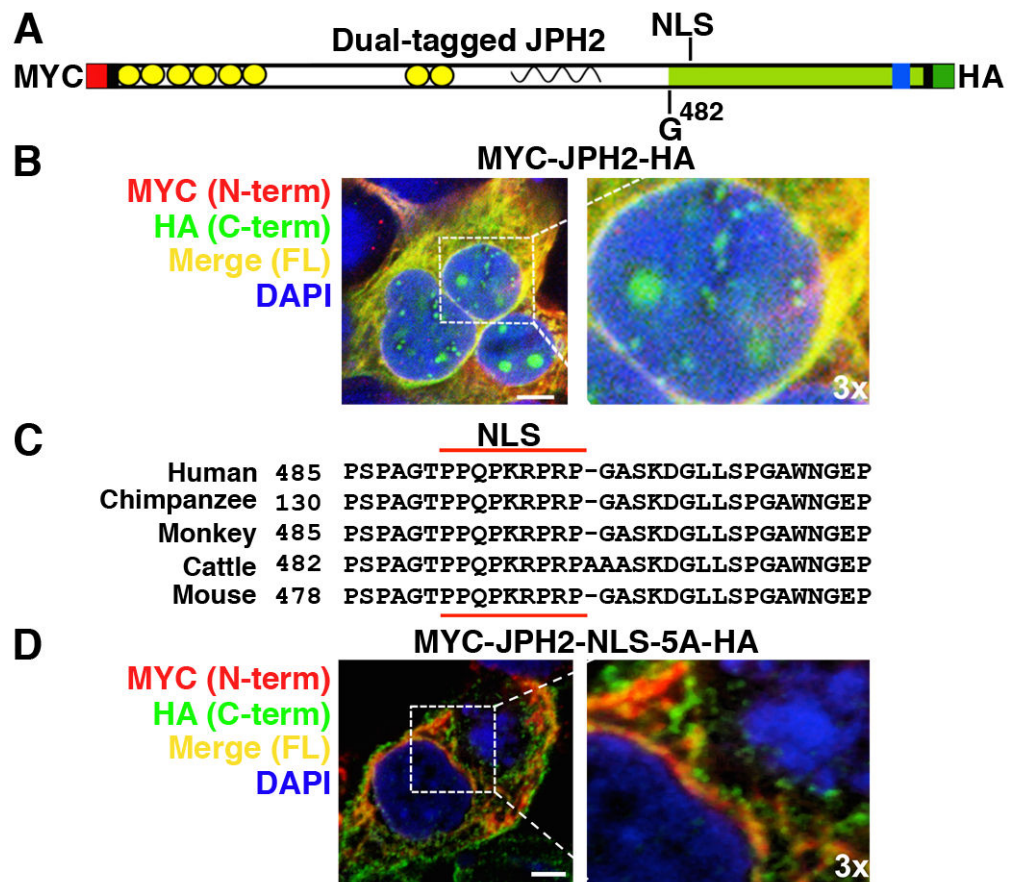 A
Dual-tagged JPH2
NLS
MYC
HA
G482
B
MYC-JPH2-HA
MYC (N-term)
HA (C-term)
Merge (FL)
DAPI
3x
C
NLS
Human 485 PSPAGTPPQPKRPRP-GASKDGLLSPGAWNGEP
Chimpanzee 130 PSPAGTPPQPKRPRP-GASKDGLLSPGAWNGEP
Monkey 485 PSPAGTPPQPKRPRP-GASKDGLLSPGAWNGEP
Cattle 482 PSPAGTPPQPKRPRPAAASKDGLLSPGAWNGEP
Mouse 478 PSPAGTPPQPKRPRP-GASKDGLLSPGAWNGEP
D
MYC-JPH2-NLS-5A-HA
MYC (N-term)
HA (C-term)
Merge (FL)
DAPI
3x